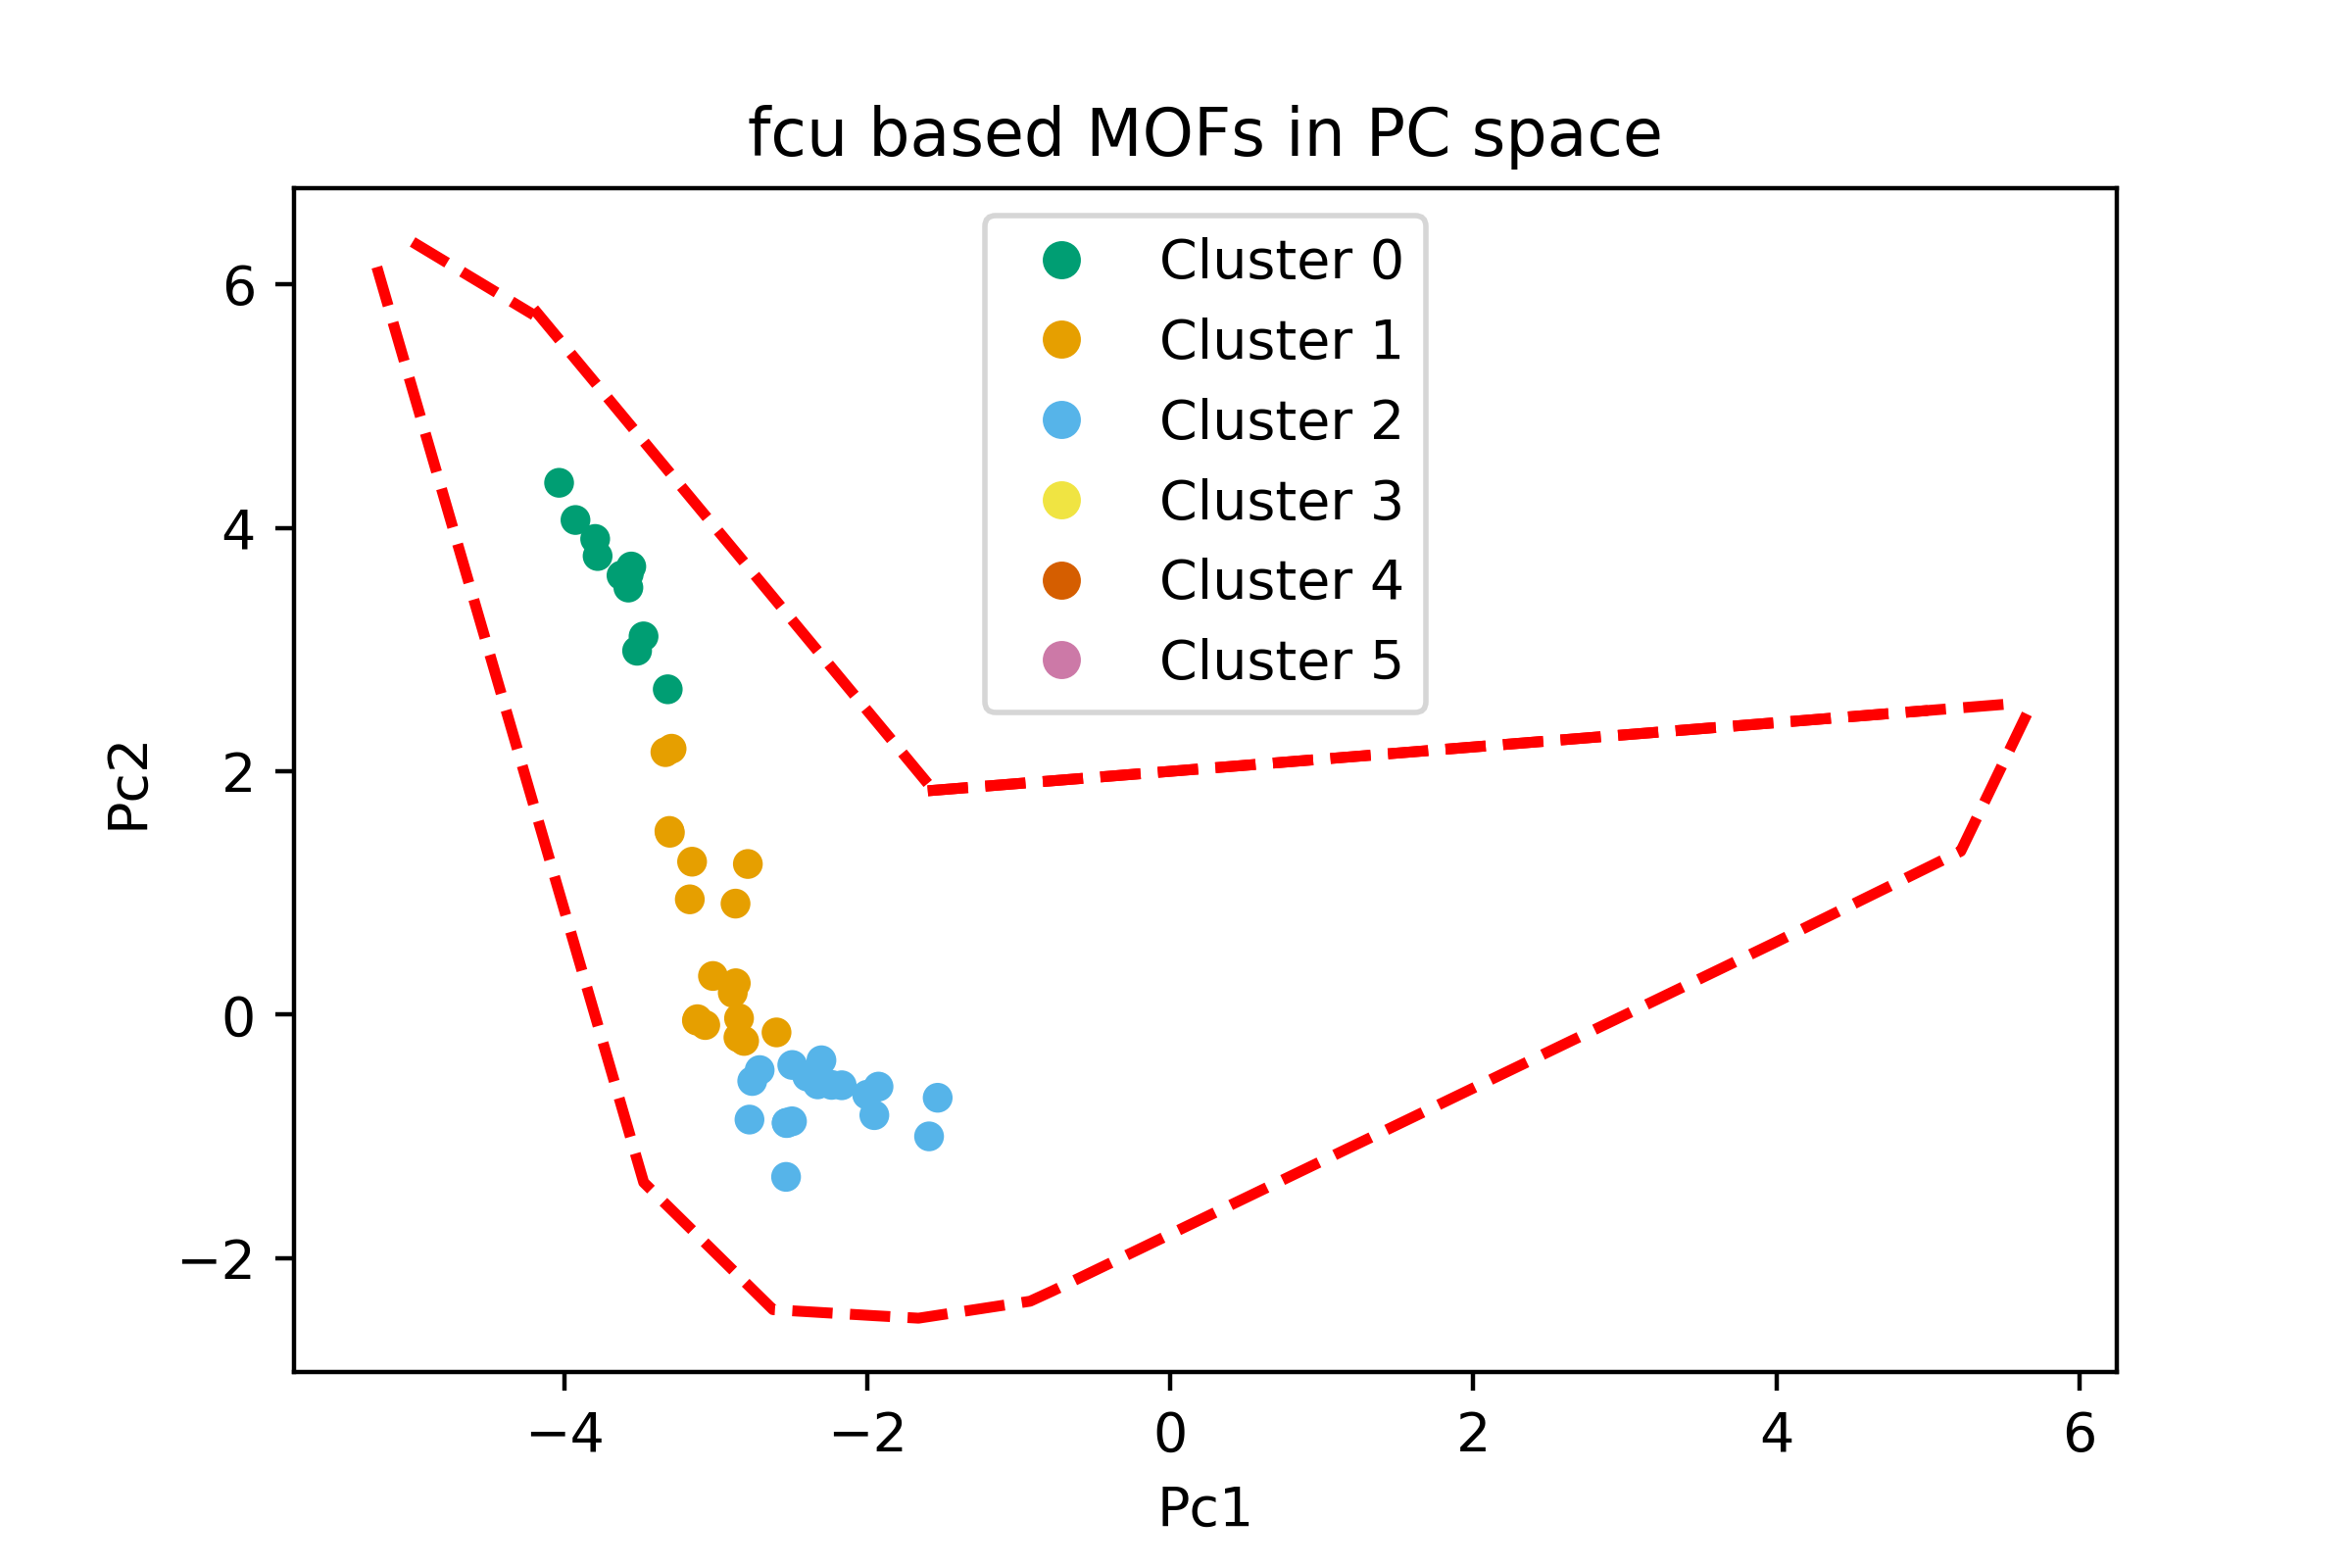 fcu based MOFs in PC space
Cluster 0
Cluster 1
Cluster 2
Cluster 3
Cluster 4
Cluster 5
6
4
2
0
−2
Pc2
−4 −2 0 2 4 6
Pc1